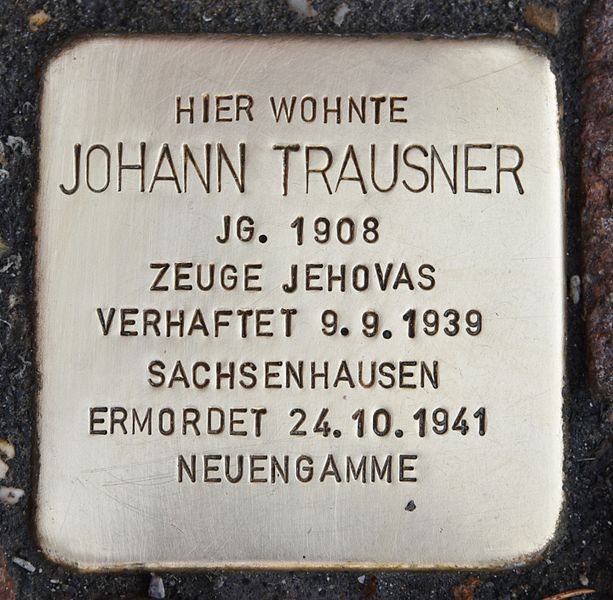 HIER WOHNTE
JOHANN TRAUSNER
JG. 1908
ZEUGE JEHOVAS
VERHAFTET 9.9.1939
SACHSENHAUSEN
ERMORDET 24.10.1941
NEUENGAMME